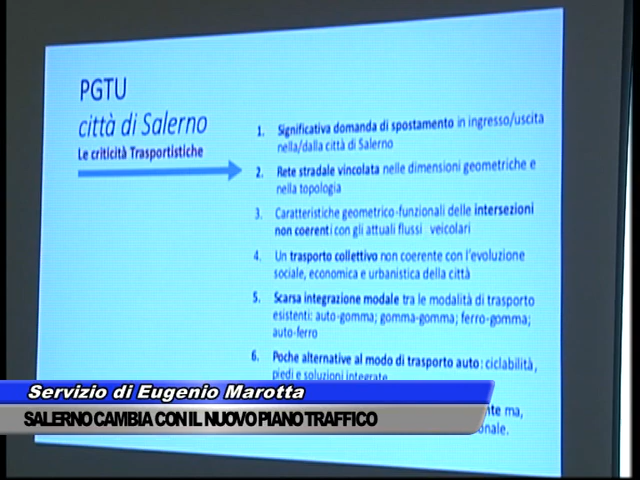 PGTU
città di Salerno
Le criticità Trasportistiche
1. Significativa domanda di spostamento in ingresso/uscita
nella/dalla città di Salerno
2. Rete stradale vincolata nelle dimensioni geometriche e
nella topologia
3. Caratteristiche geometrico-funzionali delle intersezioni
non coerenti con gli attuali flussi veicolari
4. Un trasporto collettivo non coerente con l'evoluzione
sociale, economica e urbanistica della città
5. Scarsa integrazione modale tra le modalità di trasporto
esistenti: auto-gomma; gomma-gomma; ferro-gomma;
auto-ferro
6. Poche alternative al modo di trasporto auto: ciclabilità,
piedi e soluzioni integrate
ma,
Servizio di Eugenio Marotta
SALERNO CAMBIA CON IL NUOVO PIANO TRAFFICO